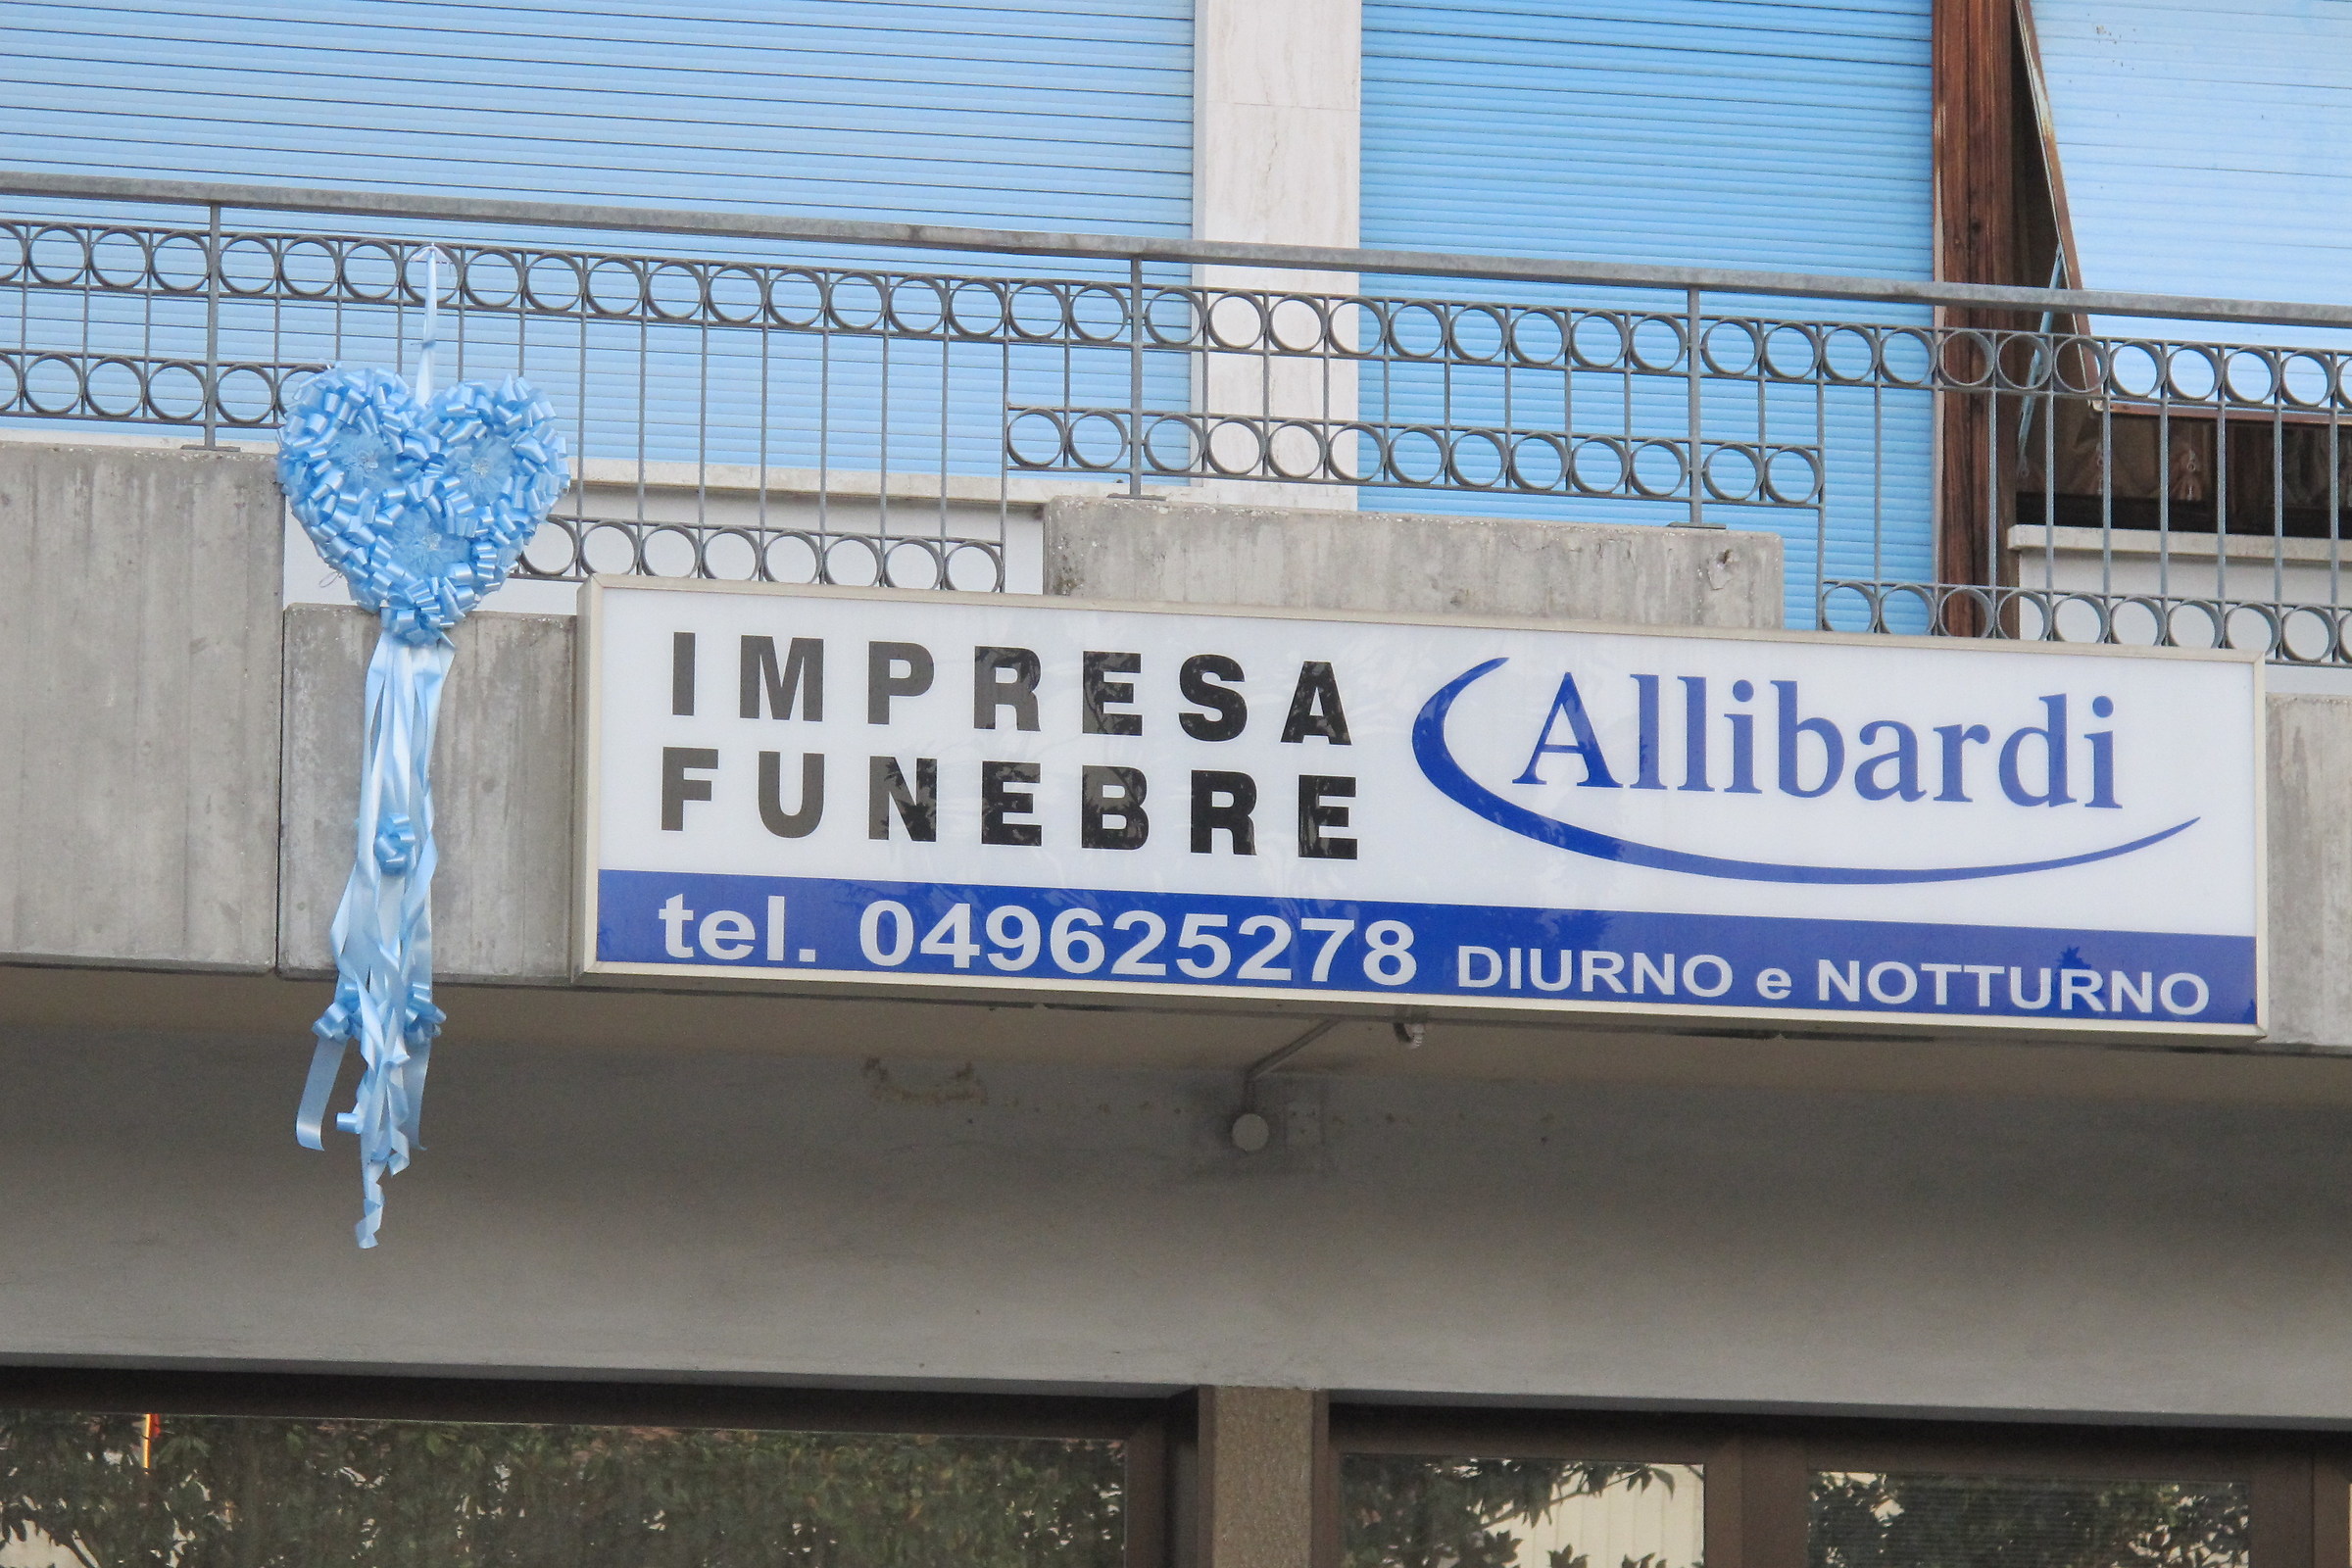 IMPRESA
FUNEBRE
Allibardi
tel. 049625278 DIURNO e NOTTURNO